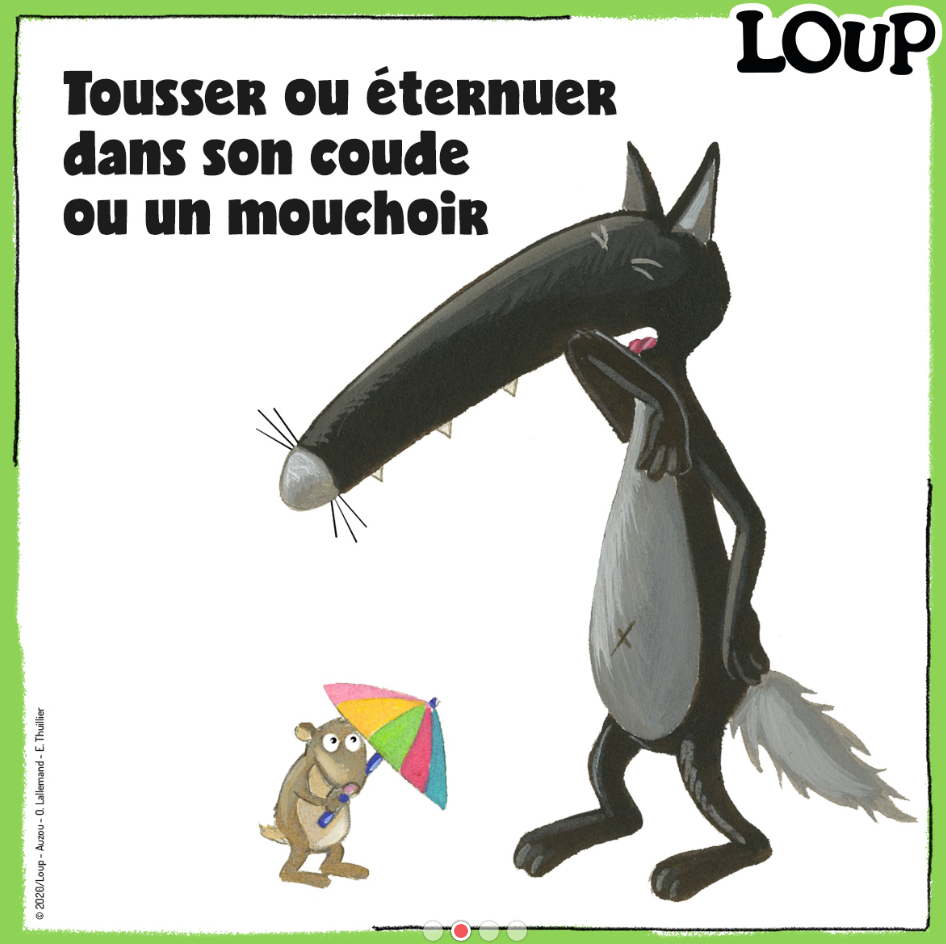 LOUP
Tousser ou éternuer
dans son coude
ou un mouchoir
© 2020/Loup - Auzou - O. Lallemand - E. Thuillier